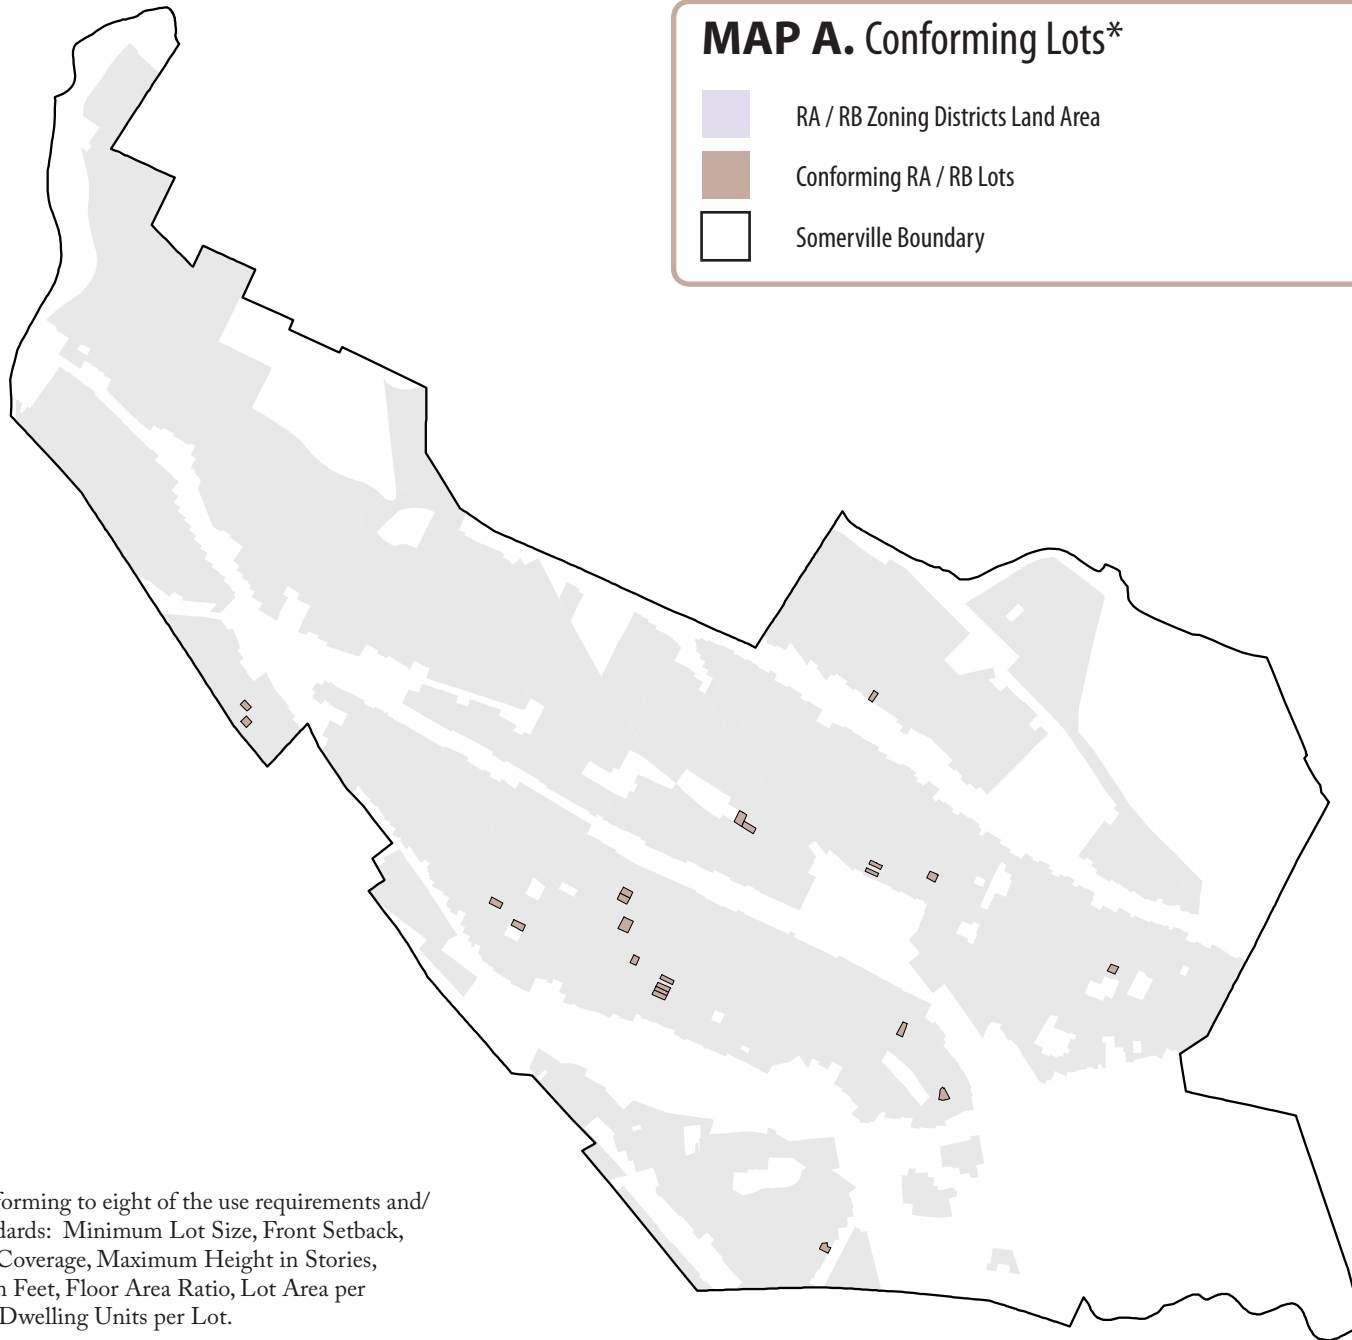 MAP A. Conforming Lots*
RA / RB Zoning Districts Land Area
Conforming RA / RB Lots
Somerville Boundary
forming to eight of the use requirements and/
dards: Minimum Lot Size, Front Setback,
Coverage, Maximum Height in Stories,
n Feet, Floor Area Ratio, Lot Area per
Dwelling Units per Lot.